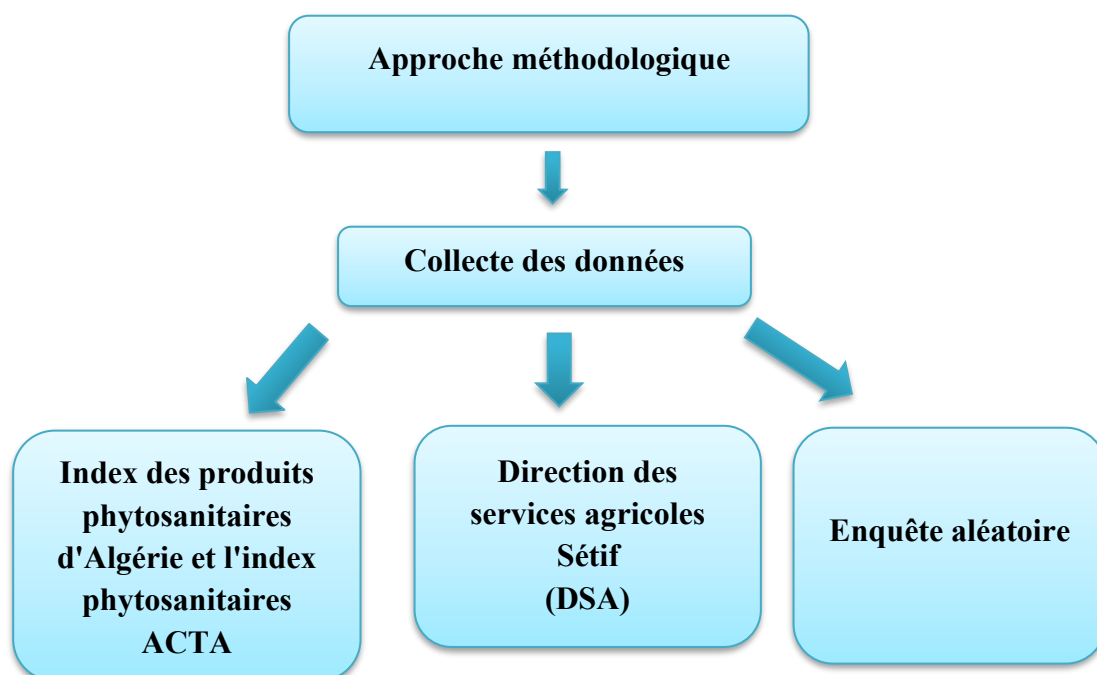 Approche méthodologique
Collecte des données
Index des produits
phytosanitaires
d'Algérie et l'index
phytosanitaires
ACTA
Direction des
services agricoles
Sétif
(DSA)
Enquête aléatoire